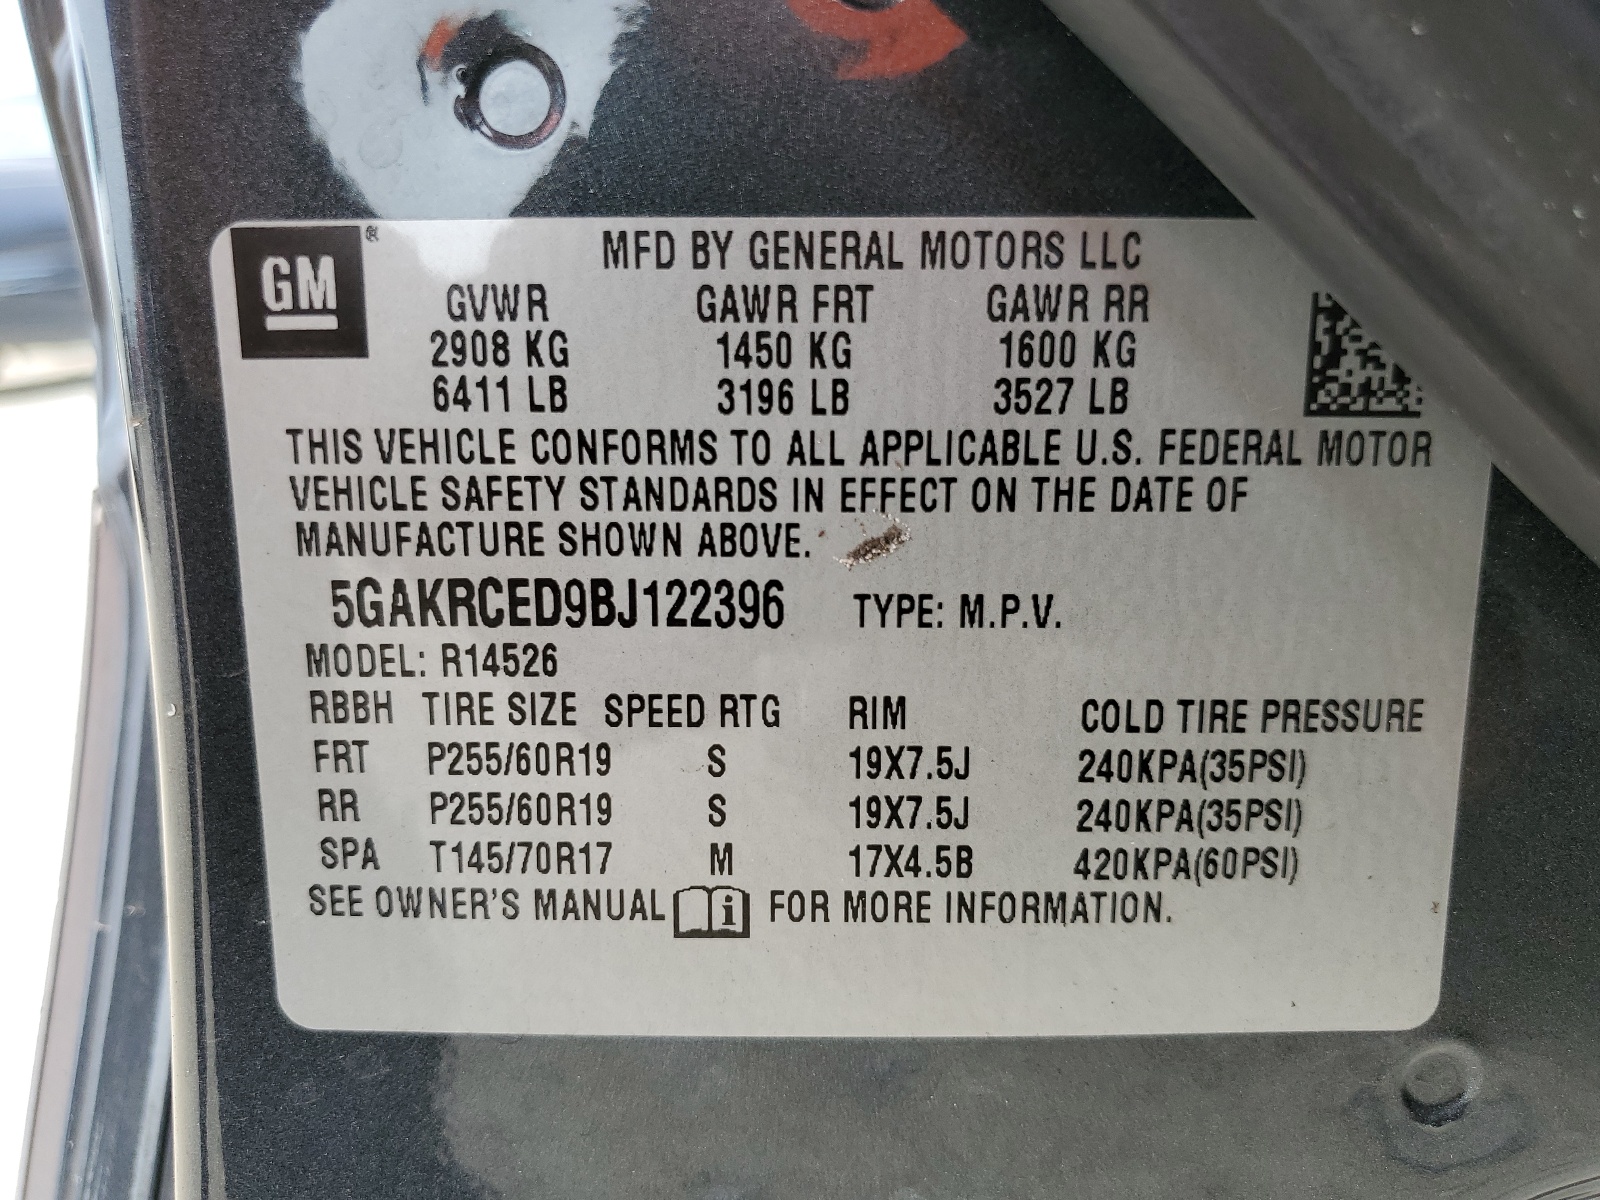 GM ®
MFD BY GENERAL MOTORS LLC
GVWR GAWR FRT GAWR RR
2908 KG 1450 KG 1600 KG
6411 LB 3196 LB 3527 LB
THIS VEHICLE CONFORMS TO ALL APPLICABLE U.S. FEDERAL MOTOR
VEHICLE SAFETY STANDARDS IN EFFECT ON THE DATE OF
MANUFACTURE SHOWN ABOVE.
5GAKRCED9BJ122396 TYPE: M.P.V.
MODEL: R14526
RBBH TIRE SIZE SPEED RTG RIM COLD TIRE PRESSURE
FRT P255/60R19 S 19X7.5J 240KPA(35PSI)
RR P255/60R19 S 19X7.5J 240KPA(35PSI)
SPA T145/70R17 M 17X4.5B 420KPA(60PSI)
SEE OWNER'S MANUAL i FOR MORE INFORMATION.